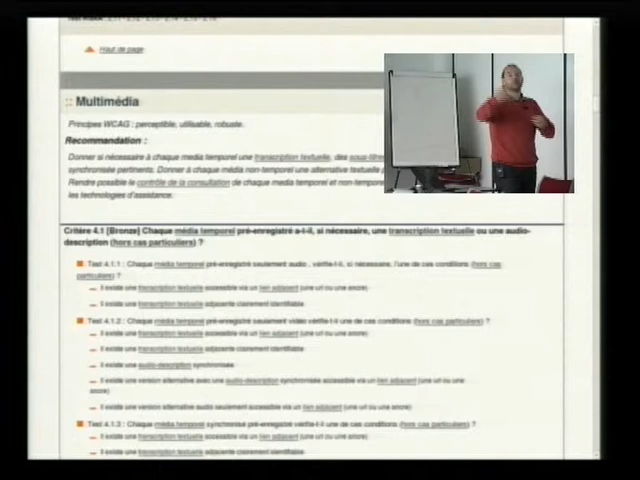 Haut de page
:: Multimédia
Principes WCAG : perceptible, utilisable, robuste.
Recommandation :
Donner si nécessaire à chaque media temporel une transcription textuelle, des sous-titres
synchronisés pertinents. Donner à chaque média non-temporel une alternative textuelle
Rendre possible le contrôle de la consultation de chaque media temporel et non-temporel
les technologies d'assistance.
Critère 4.1 [Bronze] Chaque média temporel pré-enregistré a-t-il, si nécessaire, une transcription textuelle ou une audio-
description (hors cas particuliers) ?
Test 4.1.1 : Chaque média temporel pré-enregistré seulement audio , vérifie-t-il, si nécessaire, l'une de ces conditions (hors cas
particuliers) ?
Il existe une transcription textuelle accessible via un lien adjacent (une url ou une ancre)
Il existe une transcription textuelle adjacente clairement identifiable
Test 4.1.2 : Chaque média temporel pré-enregistré seulement vidéo vérifie-t-il une de ces conditions (hors cas particuliers) ?
Il existe une transcription textuelle accessible via un lien adjacent (une url ou une ancre)
Il existe une transcription textuelle adjacente clairement identifiable
Il existe une audio-description synchronisée
Il existe une version alternative avec une audio-description synchronisée accessible via un lien adjacent (une url ou une
ancre)
Il existe une version alternative audio seulement accessible via un lien adjacent (une url ou une ancre)
Test 4.1.3 : Chaque média temporel synchronisé pré-enregistré vérifie-t-il une de ces conditions (hors cas particuliers) ?
Il existe une transcription textuelle accessible via un lien adjacent (une url ou une ancre)
Il existe une transcription textuelle adjacente clairement identifiable